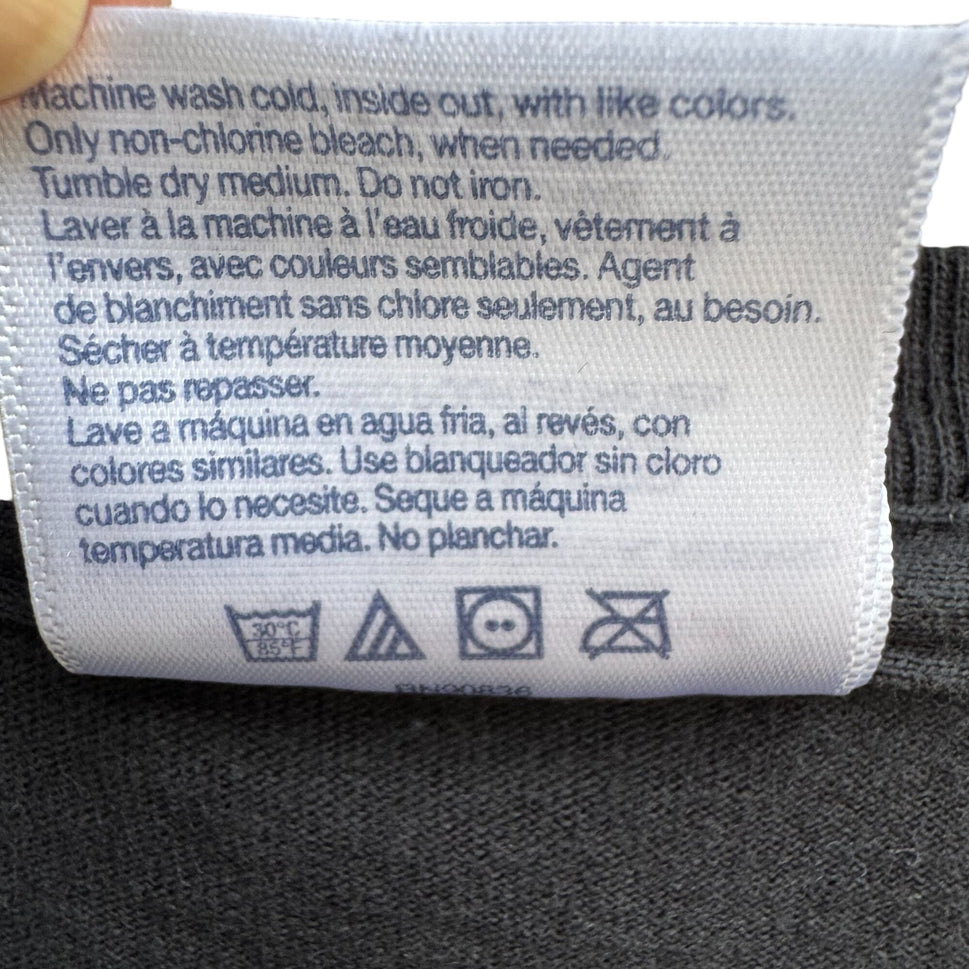 Machine wash cold, inside out, with like colors.
Only non-chlorine bleach, when needed.
Tumble dry medium. Do not iron.
Laver à la machine à l'eau froide, vêtement à
l'envers, avec couleurs semblables. Agent
de blanchiment sans chlore seulement, au besoin.
Sécher à température moyenne.
Ne pas repasser.
Lave a máquina en agua fria, al revés, con
colores similares. Use blanqueador sin cloro
cuando lo necesite. Seque a máquina
temperatura media. No planchar.
30°C
85°F